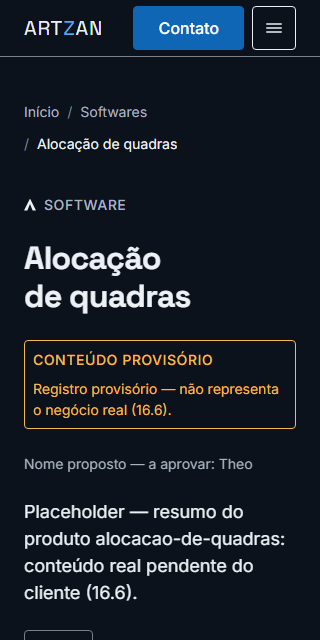 ARTZAN
Contato
Início / Softwares
/ Alocação de quadras
SOFTWARE
Alocação
de quadras
CONTEÚDO PROVISÓRIO
Registro provisório — não representa
o negócio real (16.6).
Nome proposto — a aprovar: Theo
Placeholder — resumo do
produto alocacao-de-quadras:
conteúdo real pendente do
cliente (16.6).